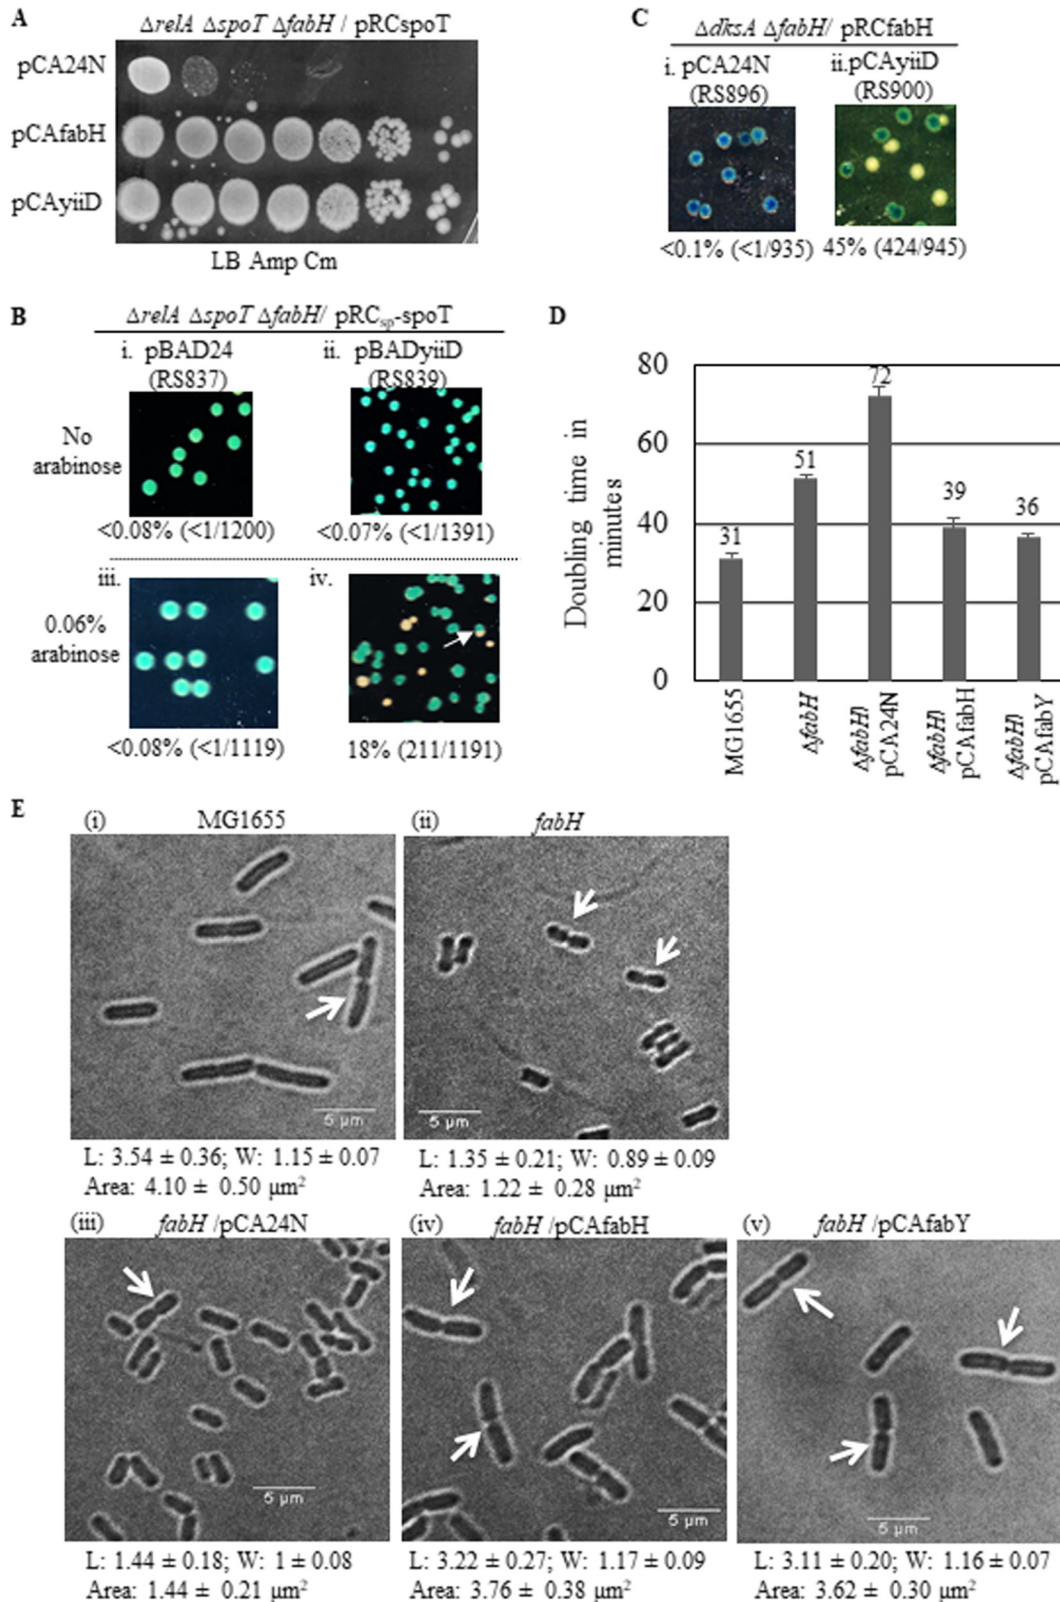 A
ΔrelA ΔspoT ΔfabH / pRCspoT
pCA24N
pCAfabH
pCAyiiD
LB Amp Cm
C
ΔdksA ΔfabH/ pRCfabH
i. pCA24N
(RS896)
ii.pCAyiiD
(RS900)
<0.1% (<1/935)
45% (424/945)
B
ΔrelA ΔspoT ΔfabH/ pRCsp-spoT
i. pBAD24
(RS837)
ii. pBADyiiD
(RS839)
No
arabinose
<0.08% (<1/1200)
<0.07% (<1/1391)
iii.
iv.
0.06%
arabinose
<0.08% (<1/1119)
18% (211/1191)
D
Doubling time in
minutes
80
60
40
20
0
31
51
72
39
36
MG1655
ΔfabH
ΔfabH\
pCA24N
ΔfabH\
pCAfabH
ΔfabH\
pCAfabY
E
(i) MG1655
5 μm
L: 3.54 ± 0.36; W: 1.15 ± 0.07
Area: 4.10 ± 0.50 μm²
(ii) fabH
5 μm
L: 1.35 ± 0.21; W: 0.89 ± 0.09
Area: 1.22 ± 0.28 μm²
(iii) fabH /pCA24N
5 μm
L: 1.44 ± 0.18; W: 1 ± 0.08
Area: 1.44 ± 0.21 μm²
(iv) fabH /pCAfabH
5 μm
L: 3.22 ± 0.27; W: 1.17 ± 0.09
Area: 3.76 ± 0.38 μm²
(v) fabH /pCAfabY
5 μm
L: 3.11 ± 0.20; W: 1.16 ± 0.07
Area: 3.62 ± 0.30 μm²